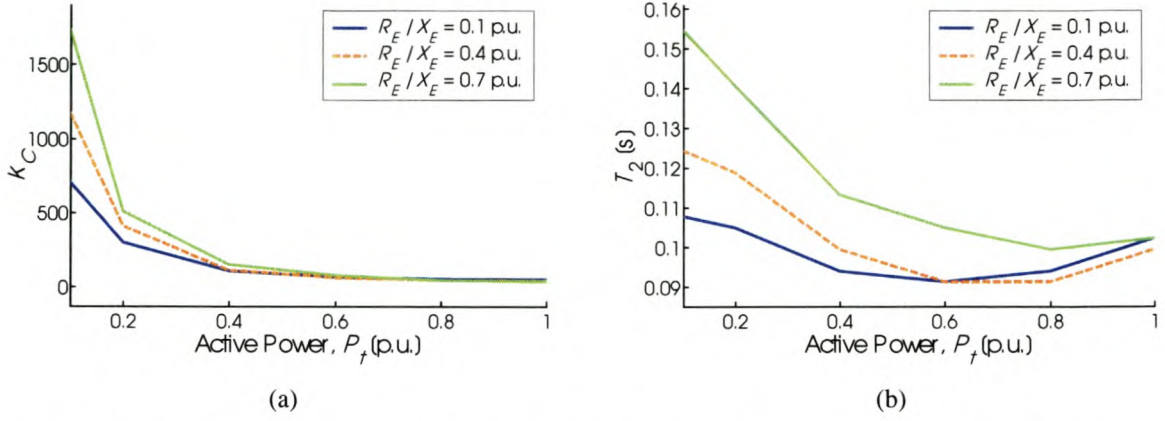 R_E / X_E = 0.1 p.u.
R_E / X_E = 0.4 p.u.
R_E / X_E = 0.7 p.u.
1500
1000
500
0
K_C
0.2 0.4 0.6 0.8 1
Active Power, P_t (p.u.)
(a)
R_E / X_E = 0.1 p.u.
R_E / X_E = 0.4 p.u.
R_E / X_E = 0.7 p.u.
0.16
0.15
0.14
0.13
0.12
0.11
0.1
0.09
T_2 (s)
0.2 0.4 0.6 0.8 1
Active Power, P_t (p.u.)
(b)